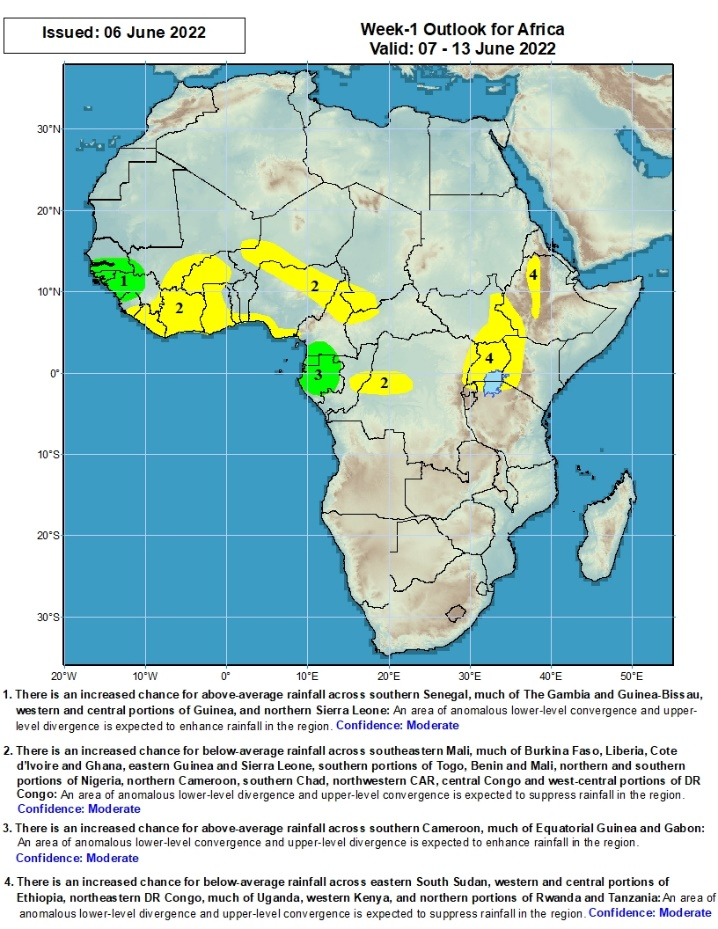 Issued: 06 June 2022
Week-1 Outlook for Africa
Valid: 07 - 13 June 2022
30°N
20°N
10°N
0°
10°S
20°S
30°S
1
2
2
4
4
3
2
20°W
10°W
0°
10°E
20°E
30°E
40°E
50°E
1. There is an increased chance for above-average rainfall across southern Senegal, much of The Gambia and Guinea-Bissau,
western and central portions of Guinea, and northern Sierra Leone: An area of anomalous lower-level convergence and upper-
level divergence is expected to enhance rainfall in the region. Confidence: Moderate
2. There is an increased chance for below-average rainfall across southeastern Mali, much of Burkina Faso, Liberia, Cote
d'Ivoire and Ghana, eastern Guinea and Sierra Leone, southern portions of Togo, Benin and Mali, northern and southern
portions of Nigeria, northern Cameroon, southern Chad, northwestern CAR, central Congo and west-central portions of DR
Congo: An area of anomalous lower-level divergence and upper-level convergence is expected to suppress rainfall in the region.
Confidence: Moderate
3. There is an increased chance for above-average rainfall across southern Cameroon, much of Equatorial Guinea and Gabon:
An area of anomalous lower-level convergence and upper-level divergence is expected to enhance rainfall in the region.
Confidence: Moderate
4. There is an increased chance for below-average rainfall across eastern South Sudan, western and central portions of
Ethiopia, northeastern DR Congo, much of Uganda, western Kenya, and northern portions of Rwanda and Tanzania: An area of
anomalous lower-level divergence and upper-level convergence is expected to suppress rainfall in the region. Confidence: Moderate